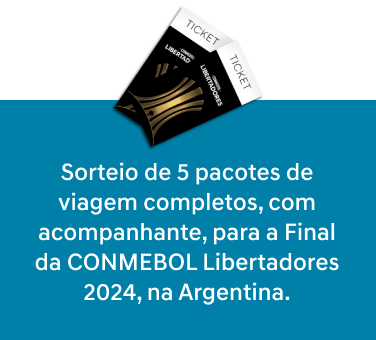 TICKET
TICKET
CONMEBOL
LIBERTAD
CONMEBOL
LIBERTADORES
Sorteio de 5 pacotes de
viagem completos, com
acompanhante, para a Final
da CONMEBOL Libertadores
2024, na Argentina.